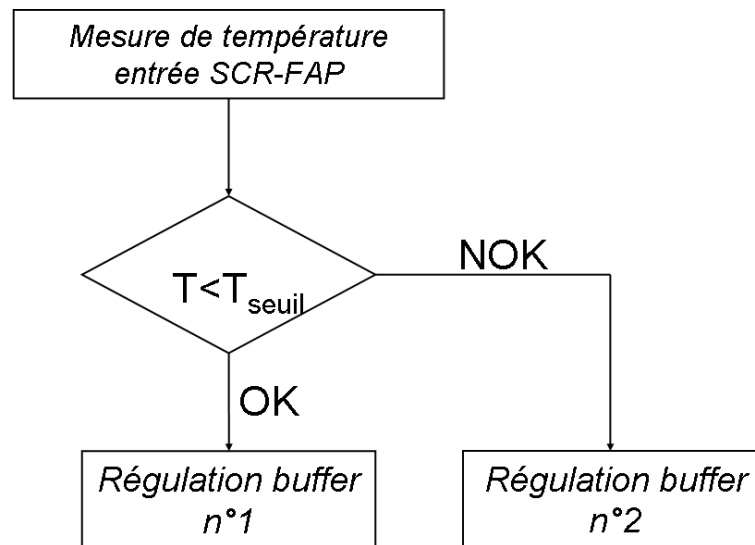 Mesure de température
entrée SCR-FAP
NOK
T<Tseuil
OK
Régulation buffer
n°1
Régulation buffer
n°2